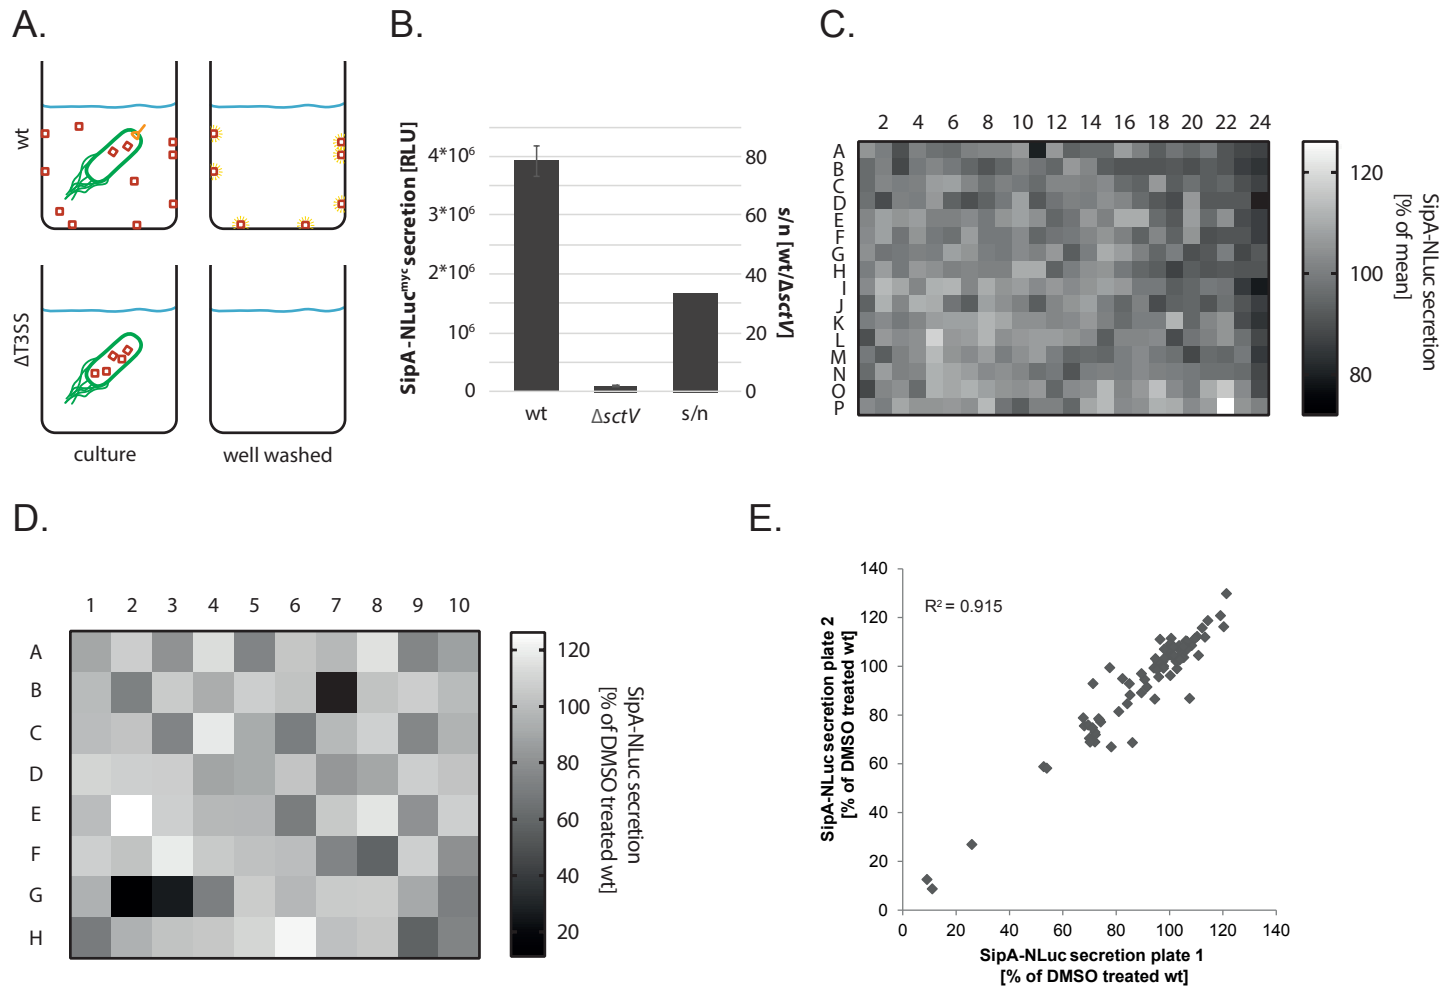 A.
wt
ΔT3SS
culture
well washed
B.
SipA-NLucmyc secretion [RLU]
4*10⁶
3*10⁶
2*10⁶
10⁶
0
80
60
40
20
0
s/n [wt/ΔsctV]
wt
ΔsctV
s/n
C.
2 4 6 8 10 12 14 16 18 20 22 24
A
B
C
D
E
F
G
H
I
J
K
L
M
N
O
P
120
100
80
SipA-NLuc secretion
[% of mean]
D.
1 2 3 4 5 6 7 8 9 10
A
B
C
D
E
F
G
H
120
100
80
60
40
20
SipA-NLuc secretion
[% of DMSO treated wt]
E.
R² = 0.915
SipA-NLuc secretion plate 2
[% of DMSO treated wt]
140
120
100
80
60
40
20
0
0 20 40 60 80 100 120 140
SipA-NLuc secretion plate 1
[% of DMSO treated wt]